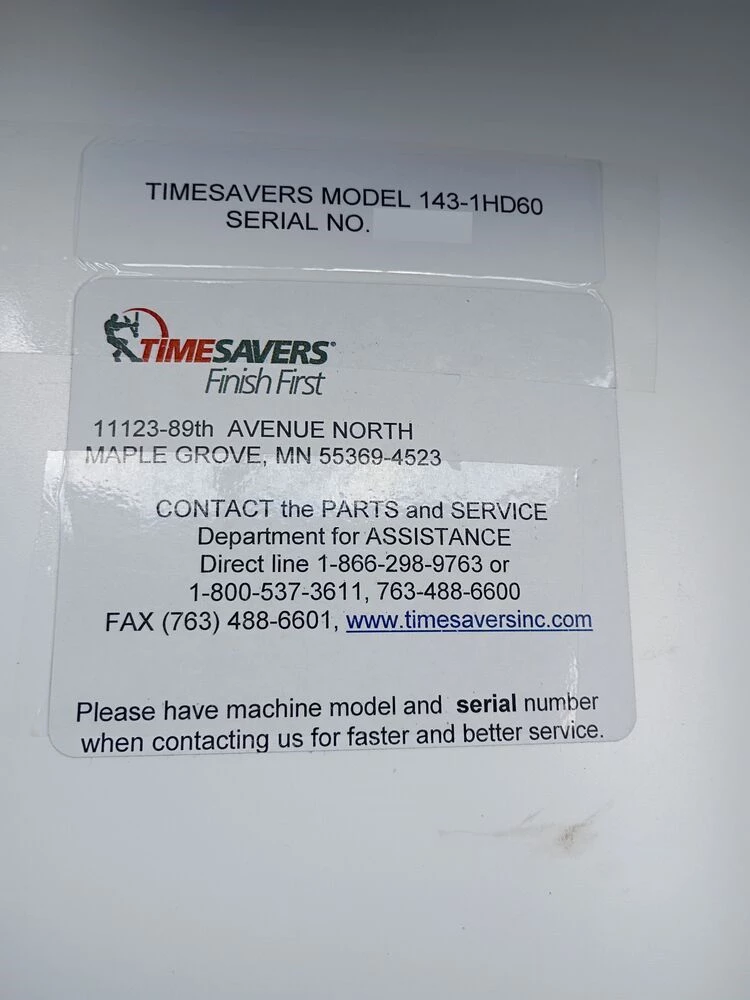 TIMESAVERS MODEL 143-1HD60
SERIAL NO.
TIMESAVERS
Finish First
11123-89th AVENUE NORTH
MAPLE GROVE, MN 55369-4523
CONTACT the PARTS and SERVICE
Department for ASSISTANCE
Direct line 1-866-298-9763 or
1-800-537-3611, 763-488-6600
FAX (763) 488-6601, www.timesaversinc.com
Please have machine model and serial number
when contacting us for faster and better service.